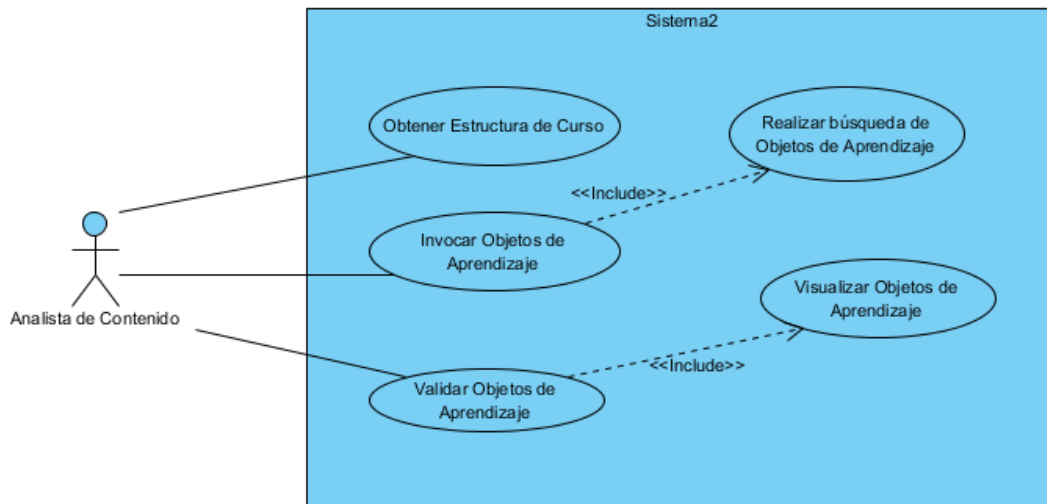 Sistema2
Obtener Estructura de Curso
Realizar búsqueda de
Objetos de Aprendizaje
<<Include>>
Invocar Objetos de
Aprendizaje
Visualizar Objetos de
Aprendizaje
Analista de Contenido
<<Include>>
Validar Objetos de
Aprendizaje